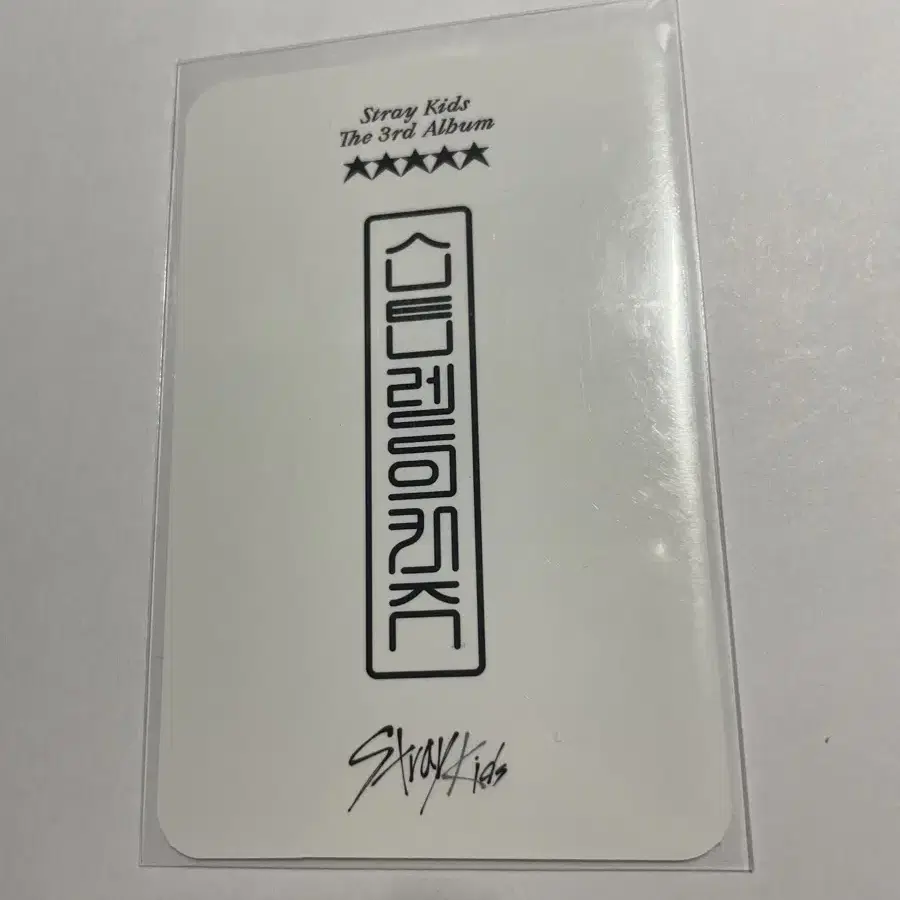 Stray Kids
The 3rd Album
★★★★★
스트레이키즈
Stray Kids